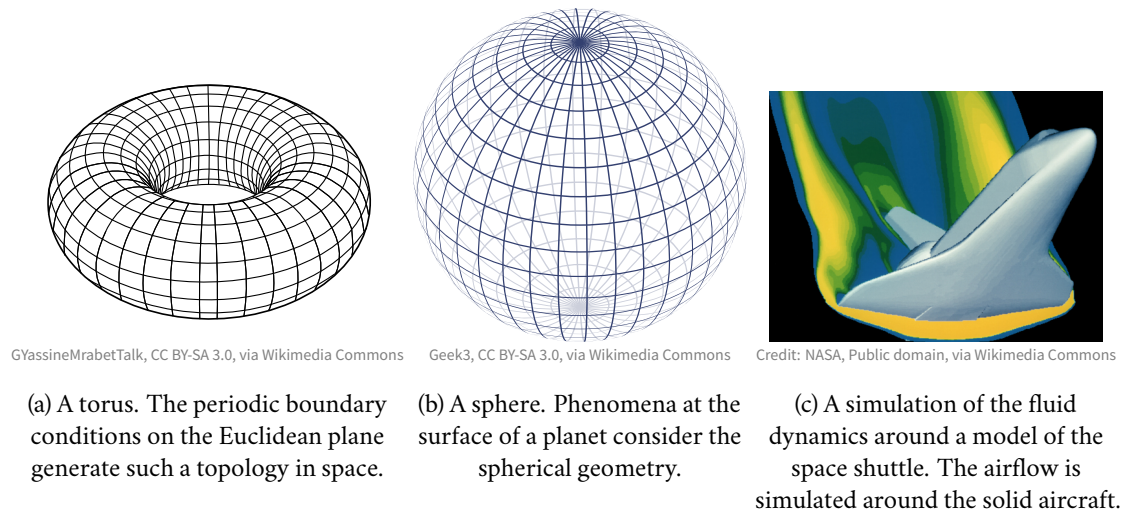 GYassineMrabetTalk, CC BY-SA 3.0, via Wikimedia Commons
(a) A torus. The periodic boundary
conditions on the Euclidean plane
generate such a topology in space.
Geek3, CC BY-SA 3.0, via Wikimedia Commons
(b) A sphere. Phenomena at the
surface of a planet consider the
spherical geometry.
Credit: NASA, Public domain, via Wikimedia Commons
(c) A simulation of the fluid
dynamics around a model of the
space shuttle. The airflow is
simulated around the solid aircraft.